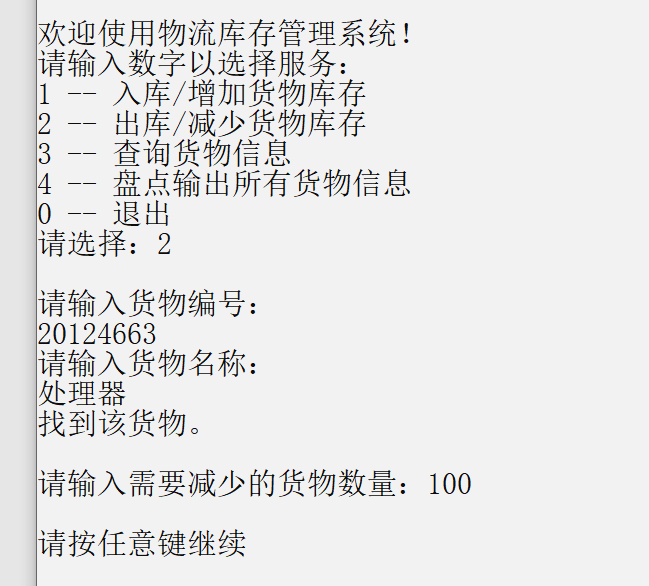 欢迎使用物流库存管理系统!
请输入数字以选择服务:
1 -- 入库/增加货物库存
2 -- 出库/减少货物库存
3 -- 查询货物信息
4 -- 盘点输出所有货物信息
0 -- 退出
请选择: 2
请输入货物编号:
20124663
请输入货物名称:
处理器
找到该货物。
请输入需要减少的货物数量: 100
请按任意键继续